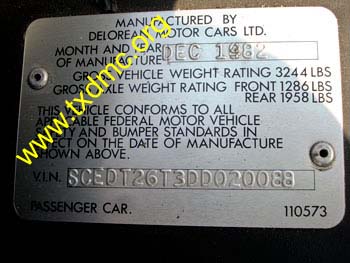 MANUFACTURED BY
DELOREAN MOTOR CARS LTD.
MONTH AND YEAR
OF MANUFACTURE DEC 1982
GROSS VEHICLE WEIGHT RATING 3244 LBS
GROSS AXLE WEIGHT RATING FRONT 1286 LBS
REAR 1958 LBS
THIS VEHICLE CONFORMS TO ALL
APPLICABLE FEDERAL MOTOR VEHICLE
SAFETY AND BUMPER STANDARDS IN
EFFECT ON THE DATE OF MANUFACTURE
SHOWN ABOVE.
V.I.N. SCEDT26T3DD020088
PASSENGER CAR. 110573
www.txdmc.org